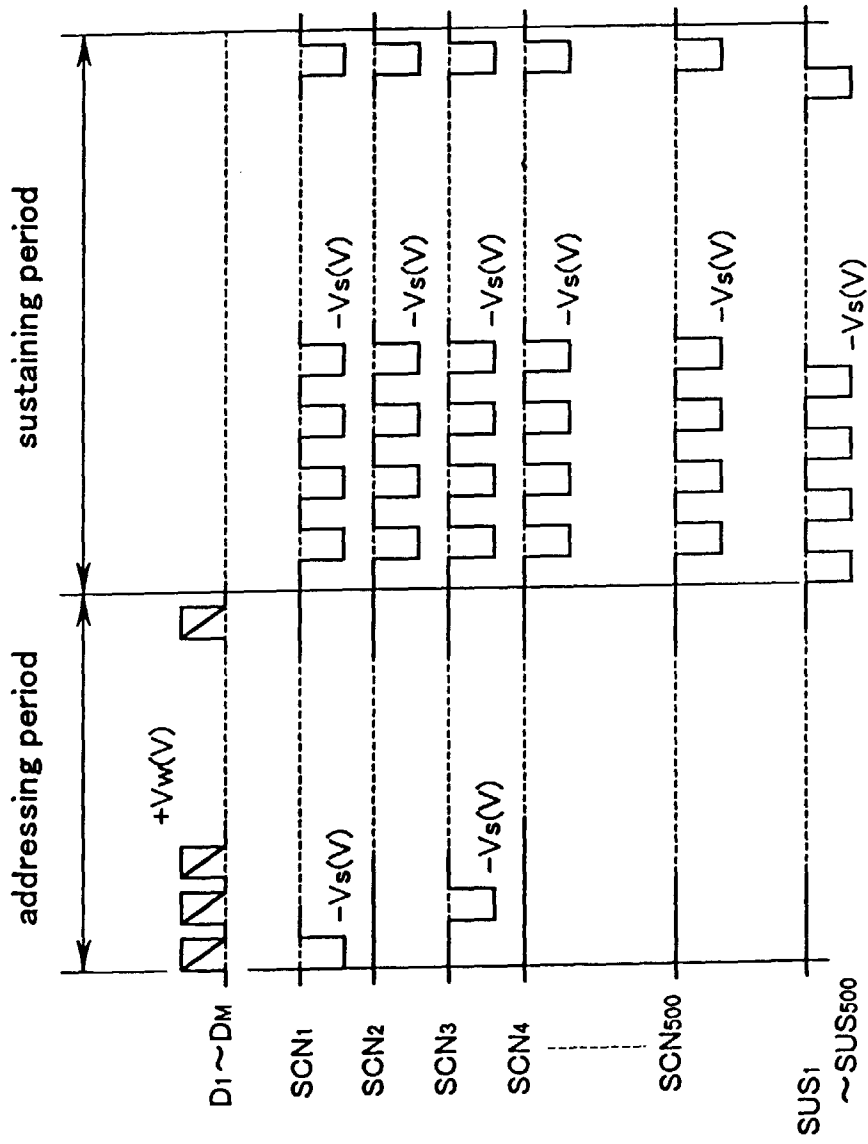 addressing period
sustaining period
+Vw(V)
D1~DM
SCN1
-Vs(V)
-Vs(V)
SCN2
-Vs(V)
SCN3
-Vs(V)
-Vs(V)
SCN4
-Vs(V)
SCN500
-Vs(V)
SUS1
~SUS500
-Vs(V)